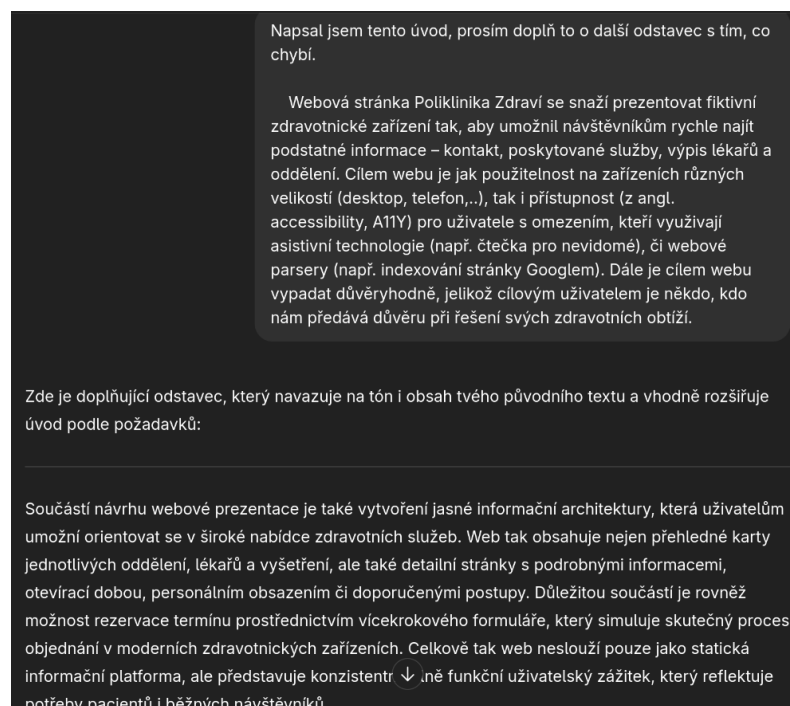 Napsal jsem tento úvod, prosím doplň to o další odstavec s tím, co
chybí.
Webová stránka Poliklinika Zdraví se snaží prezentovat fiktivní
zdravotnické zařízení tak, aby umožnil návštěvníkům rychle najít
podstatné informace – kontakt, poskytované služby, výpis lékařů a
oddělení. Cílem webu je jak použitelnost na zařízeních různých
velikostí (desktop, telefon,..), tak i přístupnost (z angl.
accessibility, A11Y) pro uživatele s omezením, kteří využivají
asistivní technologie (např. čtečka pro nevidomé), či webové
parsery (např. indexování stránky Googlem). Dále je cílem webu
vypadat důvěryhodně, jelikož cílovým uživatelem je někdo, kdo
nám předává důvěru při řešení svých zdravotních obtíží.
Zde je doplňující odstavec, který navazuje na tón i obsah tvého původního textu a vhodně rozšiřuje
úvod podle požadavků:
Součástí návrhu webové prezentace je také vytvoření jasné informační architektury, která uživatelům
umožní orientovat se v široké nabídce zdravotních služeb. Web tak obsahuje nejen přehledné karty
jednotlivých oddělení, lékařů a vyšetření, ale také detailní stránky s podrobnými informacemi,
otevírací dobou, personálním obsazením či doporučenými postupy. Důležitou součástí je rovněž
možnost rezervace termínu prostřednictvím vícekrokového formuláře, který simuluje skutečný proces
objednání v moderních zdravotnických zařízeních. Celkově tak web neslouží pouze jako statická
informační platforma, ale představuje funkční uživatelský zážitek, který reflektuje
potřeby pacientů i běžných návštěvníků.